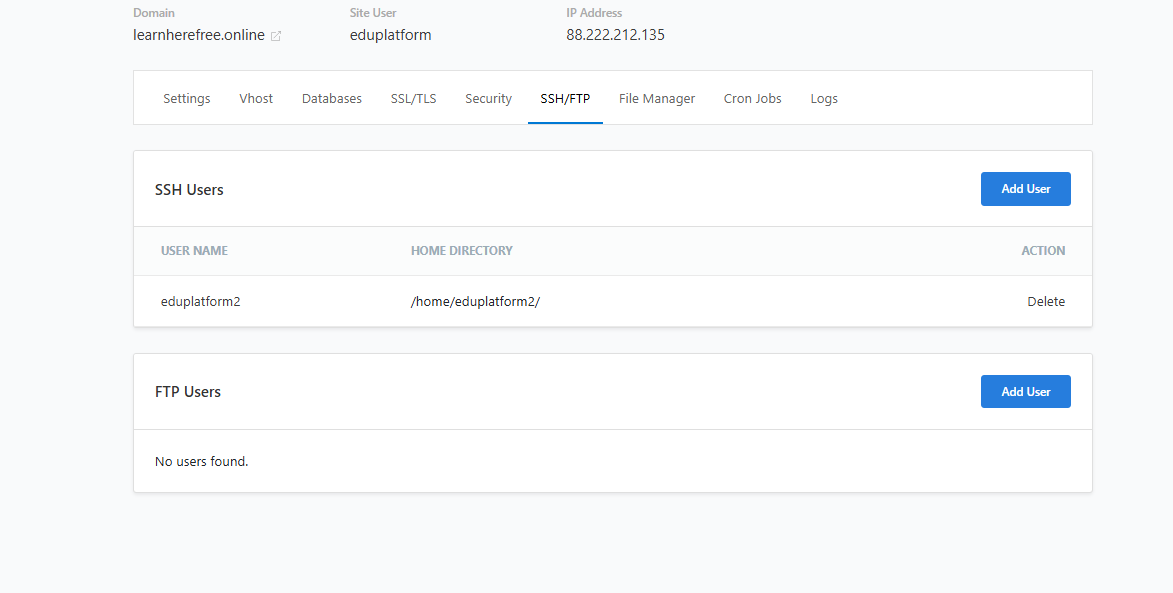 Domain
Site User
IP Address
learnherefree.online
eduplatform
88.222.212.135
Settings Vhost Databases SSL/TLS Security SSH/FTP File Manager Cron Jobs Logs
SSH Users
Add User
USER NAME HOME DIRECTORY ACTION
eduplatform2 /home/eduplatform2/ Delete
FTP Users
Add User
No users found.